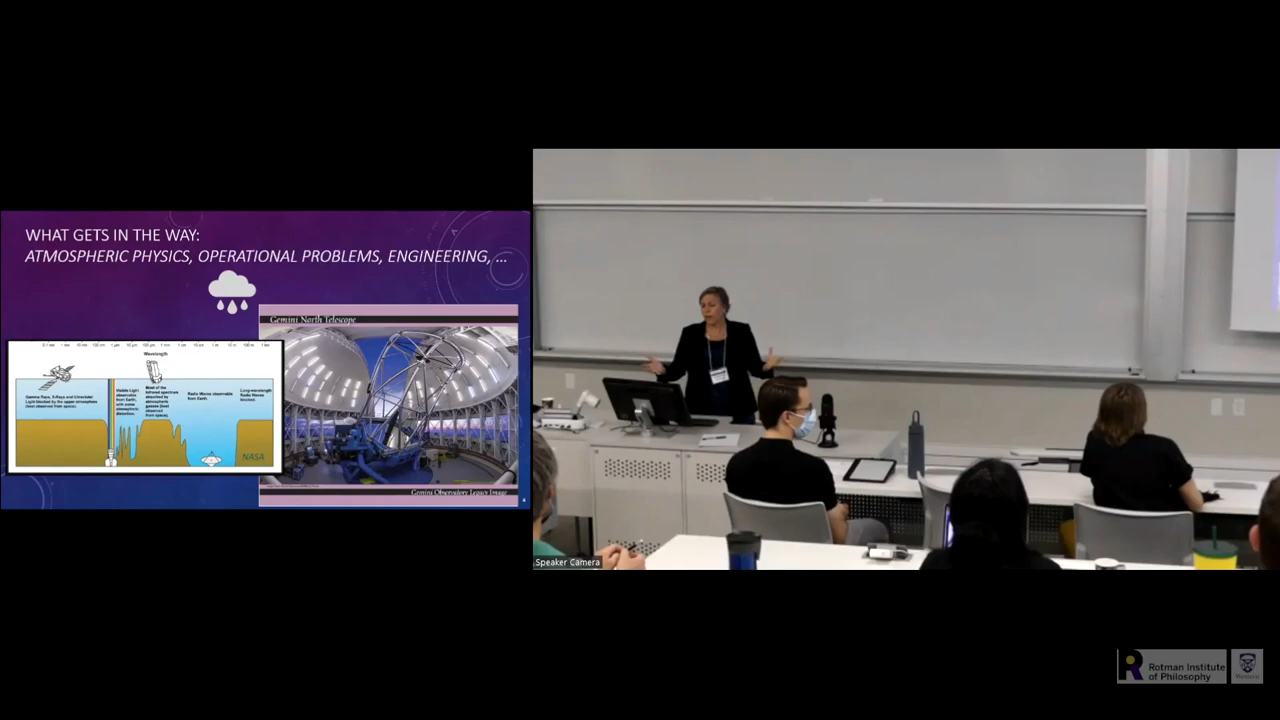 WHAT GETS IN THE WAY:
ATMOSPHERIC PHYSICS, OPERATIONAL PROBLEMS, ENGINEERING, ...
Gemini North Telescope
Wavelength
Gamma Rays, X-Rays and Ultraviolet
Light blocked by the upper atmosphere
(best observed from space).
Visible Light
observable
from Earth,
with some
atmospheric
distortion.
Most of the
Infrared spectrum
absorbed by
atmospheric
gasses (best
observed
from space).
Radio Waves observable
from Earth.
Long-wavelength
Radio Waves
blocked.
NASA
Gemini Observatory Legacy Image
4
Speaker Camera
Rotman Institute
of Philosophy
Western